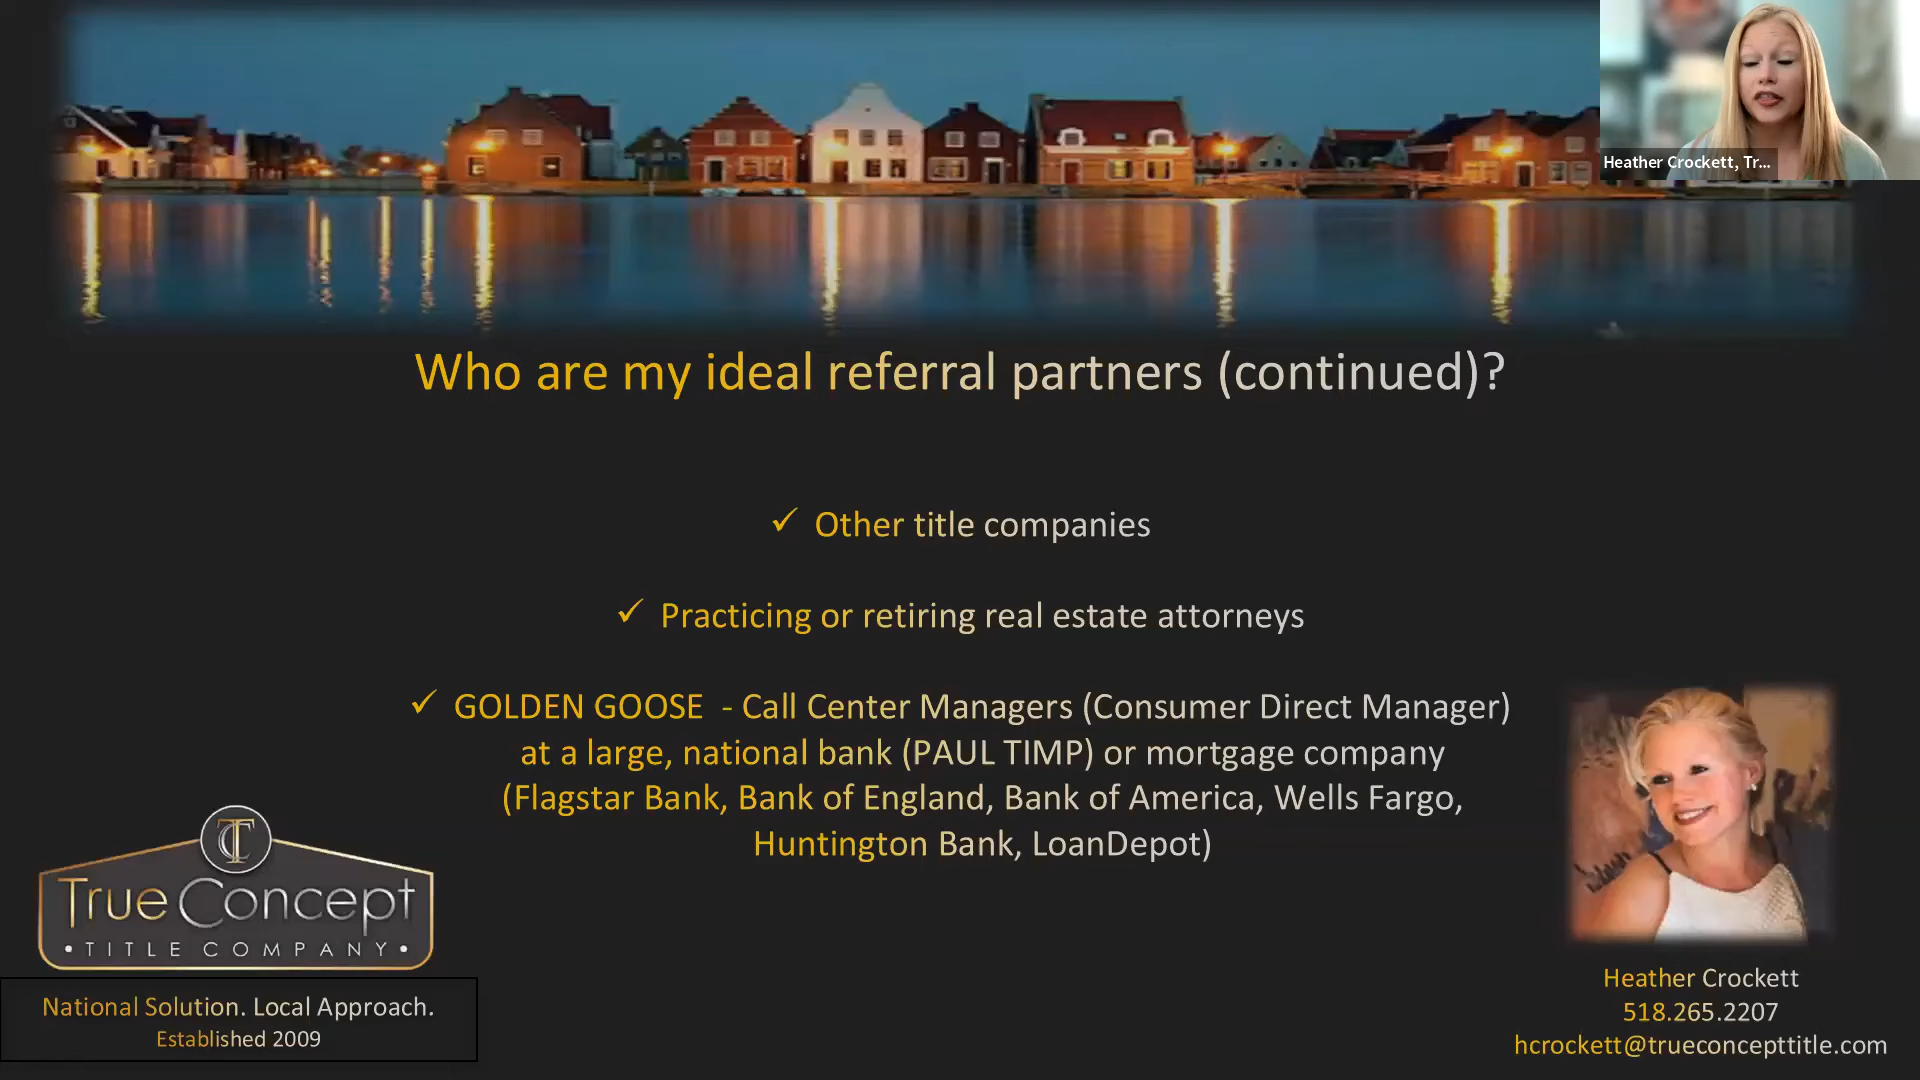 Heather Crockett, Tr...
Who are my ideal referral partners (continued)?
✓ Other title companies
✓ Practicing or retiring real estate attorneys
✓ GOLDEN GOOSE - Call Center Managers (Consumer Direct Manager)
at a large, national bank (PAUL TIMP) or mortgage company
(Flagstar Bank, Bank of England, Bank of America, Wells Fargo,
Huntington Bank, LoanDepot)
TC
True Concept
• TITLE COMPANY •
National Solution. Local Approach.
Established 2009
Heather Crockett
518.265.2207
hcrockett@trueconcepttitle.com